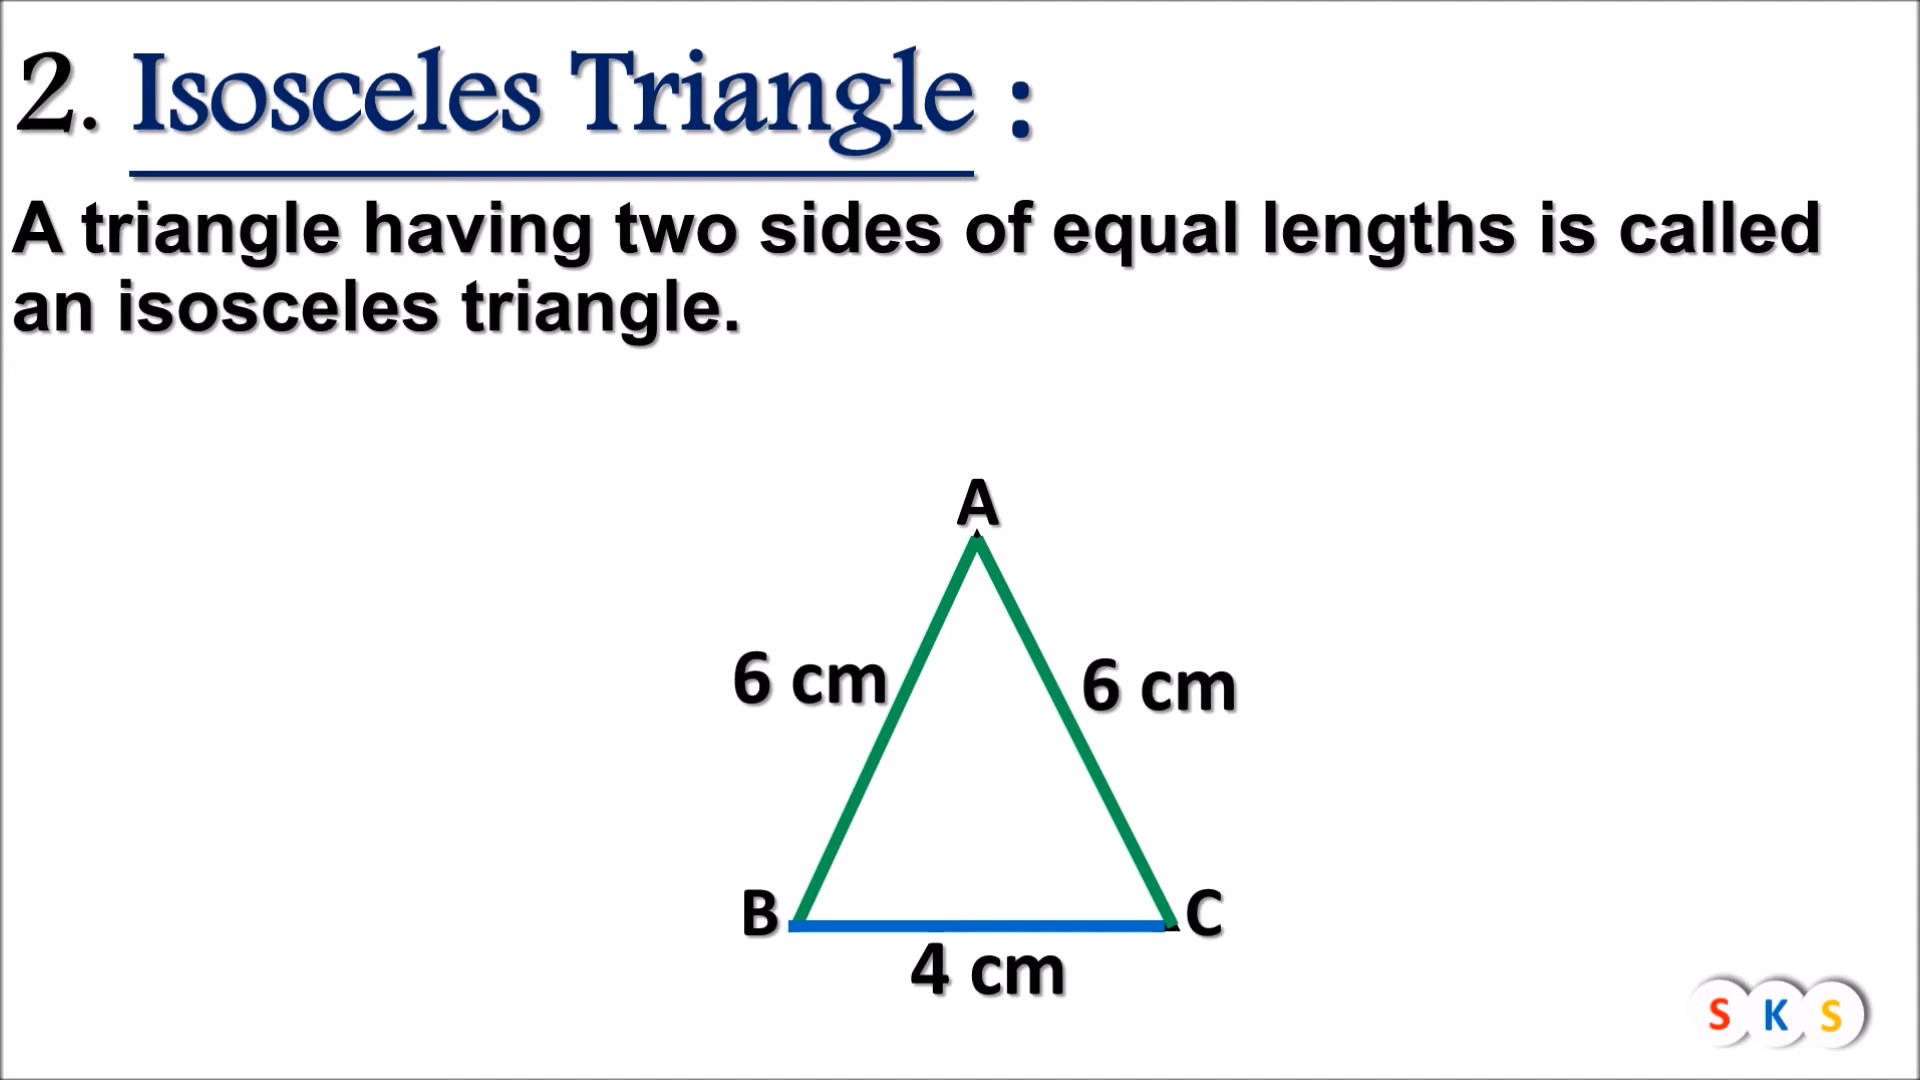 2. Isosceles Triangle :
A triangle having two sides of equal lengths is called
an isosceles triangle.
A
6 cm
6 cm
B
C
4 cm
S K S